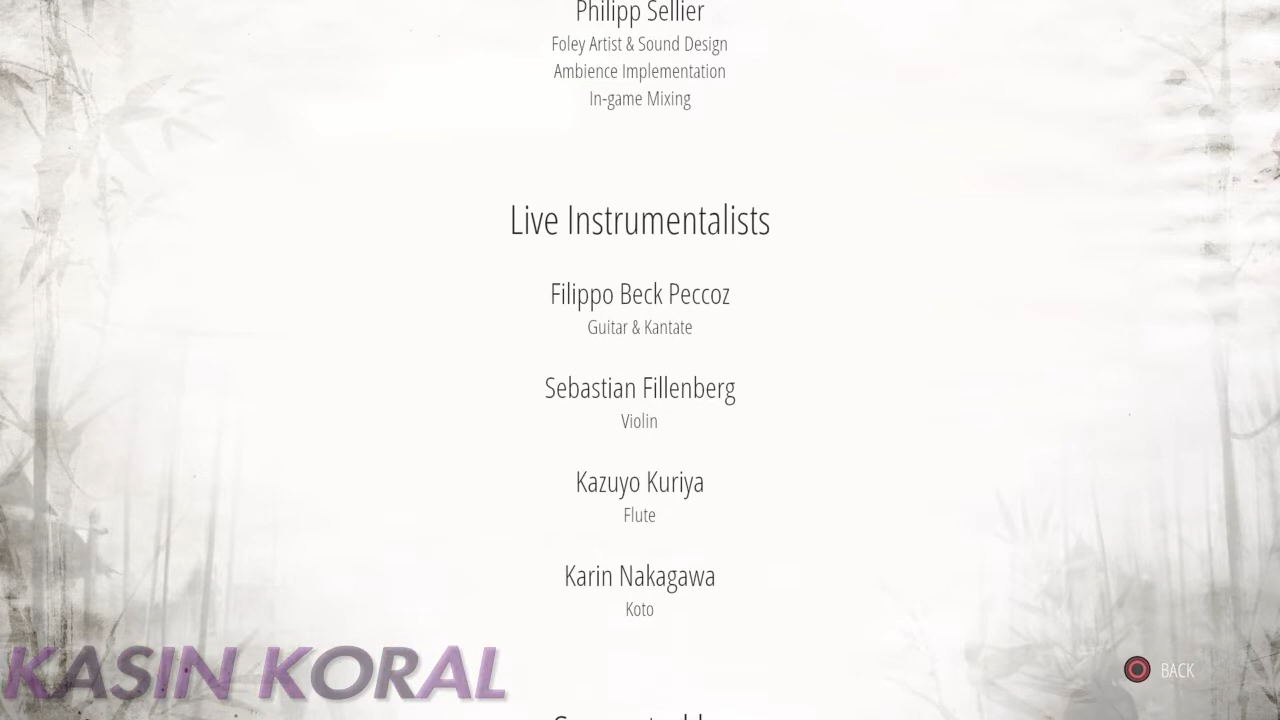 Philipp Sellier
Foley Artist & Sound Design
Ambience Implementation
In-game Mixing
Live Instrumentalists
Filippo Beck Peccoz
Guitar & Kantate
Sebastian Fillenberg
Violin
Kazuyo Kuriya
Flute
Karin Nakagawa
Koto
KASIN KORAL
BACK